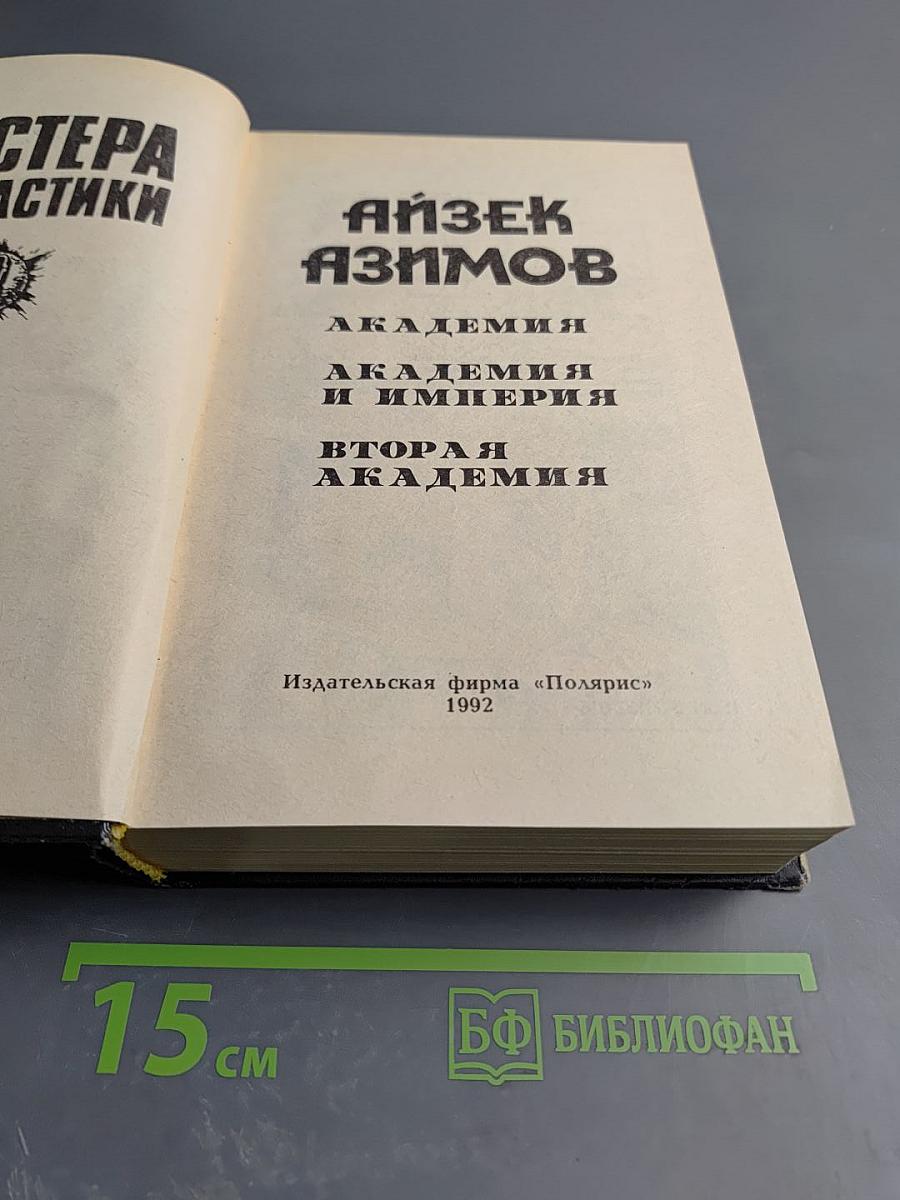 СТЕРА
АСТИКИ
АЙЗЕК
АЗИМОВ
АКАДЕМИЯ
АКАДЕМИЯ
И ИМПЕРИЯ
ВТОРАЯ
АКАДЕМИЯ
Издательская фирма «Полярис»
1992
15 см
БФ БИБЛИОФАН